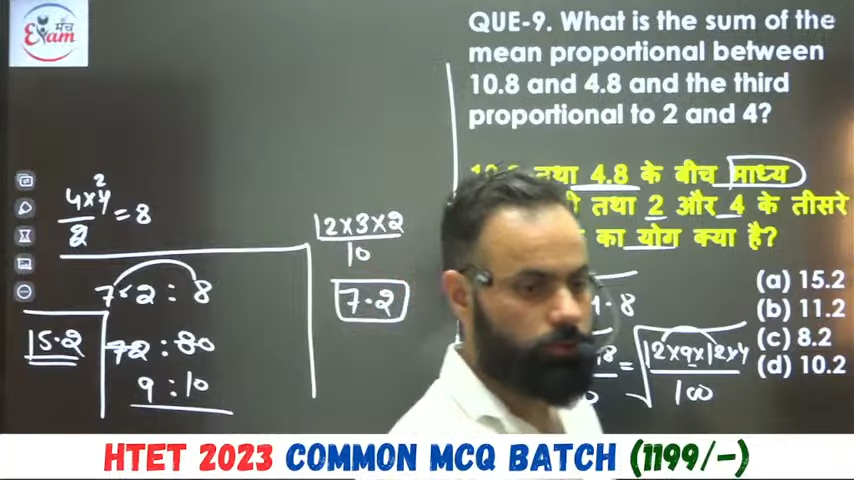 Exam मंच
QUE-9. What is the sum of the
mean proportional between
10.8 and 4.8 and the third
proportional to 2 and 4?
तथा 4.8 के बीच माध्य
तथा 2 और 4 के तीसरे
का योग क्या है?
(a) 15.2
(b) 11.2
(c) 8.2
(d) 10.2
4×4 2
2
= 8
12×3×2
10
7.2
7.2 : 8
15.2
72 : 80
9 : 10
= √12×9×12×4
100
HTET 2023 COMMON MCQ BATCH (1199/-)